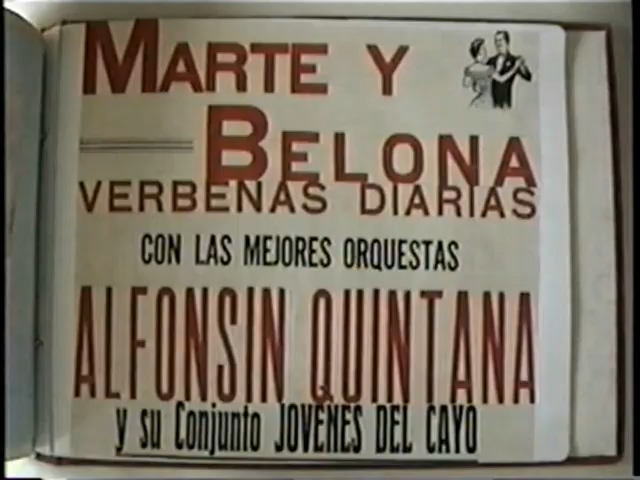 MARTE Y
BELONA
VERBENAS DIARIAS
CON LAS MEJORES ORQUESTAS
ALFONSIN QUINTANA
y su Conjunto JOVENES DEL CAYO